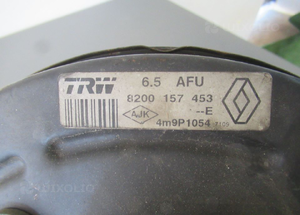 TRW 6.5 AFU
8200 157 453
--E
AJK
4m9P1054